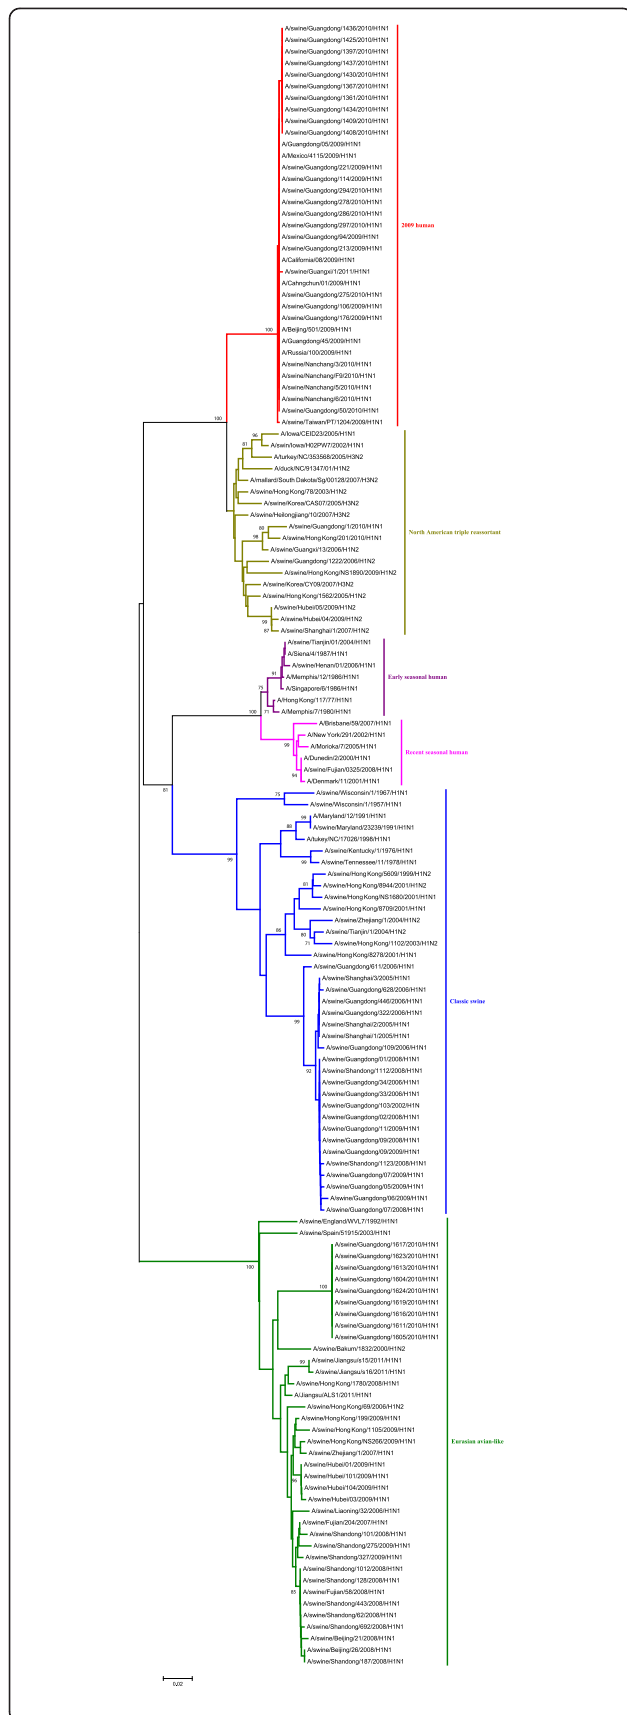 A/swine/Guangdong/1436/2010/H1N1
A/swine/Guangdong/1425/2010/H1N1
A/swine/Guangdong/1397/2010/H1N1
A/swine/Guangdong/1437/2010/H1N1
A/swine/Guangdong/1430/2010/H1N1
A/swine/Guangdong/1367/2010/H1N1
A/swine/Guangdong/1361/2010/H1N1
A/swine/Guangdong/1434/2010/H1N1
A/swine/Guangdong/1409/2010/H1N1
A/swine/Guangdong/1408/2010/H1N1
A/Guangdong/05/2009/H1N1
A/Mexico/4115/2009/H1N1
A/swine/Guangdong/221/2009/H1N1
A/swine/Guangdong/114/2009/H1N1
A/swine/Guangdong/294/2010/H1N1
A/swine/Guangdong/278/2010/H1N1
A/swine/Guangdong/286/2010/H1N1
A/swine/Guangdong/297/2010/H1N1
2009 human
A/swine/Guangdong/94/2009/H1N1
A/swine/Guangdong/213/2009/H1N1
A/California/08/2009/H1N1
A/swine/Guangxi/1/2011/H1N1
A/Cahngchun/01/2009/H1N1
A/swine/Guangdong/275/2010/H1N1
A/swine/Guangdong/106/2009/H1N1
A/swine/Guangdong/176/2009/H1N1
100 A/Beijing/501/2009/H1N1
A/Guangdong/45/2009/H1N1
A/Russia/100/2009/H1N1
A/swine/Nanchang/3/2010/H1N1
A/swine/Nanchang/F9/2010/H1N1
A/swine/Nanchang/5/2010/H1N1
A/swine/Nanchang/6/2010/H1N1
A/swine/Guangdong/50/2010/H1N1
100 A/swine/Taiwan/PT/1204/2009/H1N1
96 A/Iowa/CEID23/2005/H1N1
81 A/swin/Iowa/H02PW7/2002/H1N1
A/turkey/NC/353568/2005/H3N2
A/duck/NC/91347/01/H1N2
A/mallard/South Dakota/Sg/00128/2007/H3N2
A/swine/Hong Kong/78/2003/H1N2
A/swine/Korea/CAS07/2005/H3N2
A/swine/Heilongjiang/10/2007/H3N2
80 A/swine/Guangdong/1/2010/H1N1
North American triple reassortant
98 A/swine/Hong Kong/201/2010/H1N1
A/swine/Guangxi/13/2006/H1N2
A/swine/Guangdong/1222/2006/H1N2
A/swine/Hong Kong/NS1890/2009/H1N2
A/swine/Korea/CY09/2007/H3N2
A/swine/Hong Kong/1562/2005/H1N2
A/swine/Hubei/05/2009/H1N2
99 A/swine/Hubei/04/2009/H1N2
87 A/swine/Shanghai/1/2007/H1N2
A/swine/Tianjin/01/2004/H1N1
A/Siena/4/1987/H1N1
A/swine/Henan/01/2006/H1N1
91 A/Memphis/12/1986/H1N1
Early seasonal human
75 A/Singapore/6/1986/H1N1
A/Hong Kong/117/77/H1N1
100 71 A/Memphis/7/1980/H1N1
A/Brisbane/59/2007/H1N1
A/New York/291/2002/H1N1
99 A/Morioka/7/2005/H1N1
Recent seasonal human
A/Dunedin/2/2000/H1N1
A/swine/Fujian/0325/2008/H1N1
94 A/Denmark/11/2001/H1N1
81
75 A/swine/Wisconsin/1/1967/H1N1
A/swine/Wisconsin/1/1957/H1N1
99 A/Maryland/12/1991/H1N1
88 A/swine/Maryland/23239/1991/H1N1
A/tukey/NC/17026/1998/H1N1
A/swine/Kentucky/1/1976/H1N1
99 99 A/swine/Tennessee/11/1978/H1N1
A/swine/Hong Kong/5609/1999/H1N2
81 A/swine/Hong Kong/8944/2001/H1N2
A/swine/Hong Kong/NS1680/2001/H1N1
A/swine/Hong Kong/9709/2001/H1N1
A/swine/Zhejiang/1/2004/H1N2
86 80 A/swine/Tianjin/1/2004/H1N2
71 A/swine/Hong Kong/1102/2003/H1N2
A/swine/Hong Kong/8278/2001/H1N1
A/swine/Guangdong/611/2006/H1N1
A/swine/Shanghai/3/2005/H1N1
A/swine/Guangdong/628/2006/H1N1
A/swine/Guangdong/446/2006/H1N1
Classic swine
A/swine/Guangdong/322/2006/H1N1
99 A/swine/Shanghai/2/2005/H1N1
A/swine/Shanghai/1/2005/H1N1
A/swine/Guangdong/109/2006/H1N1
A/swine/Guangdong/01/2008/H1N1
92 A/swine/Shandong/1112/2008/H1N1
A/swine/Guangdong/34/2006/H1N1
A/swine/Guangdong/33/2006/H1N1
A/swine/Guangdong/103/2002/H1N
A/swine/Guangdong/02/2008/H1N1
A/swine/Guangdong/11/2009/H1N1
A/swine/Guangdong/09/2008/H1N1
A/swine/Guangdong/09/2009/H1N1
A/swine/Shandong/1123/2008/H1N1
A/swine/Guangdong/07/2009/H1N1
A/swine/Guangdong/05/2009/H1N1
A/swine/Guangdong/06/2009/H1N1
A/swine/Guangdong/07/2008/H1N1
A/swine/England/WVL7/1992/H1N1
A/swine/Spain/51915/2003/H1N1
A/swine/Guangdong/1617/2010/H1N1
A/swine/Guangdong/1623/2010/H1N1
100 A/swine/Guangdong/1613/2010/H1N1
A/swine/Guangdong/1604/2010/H1N1
100 A/swine/Guangdong/1624/2010/H1N1
A/swine/Guangdong/1619/2010/H1N1
A/swine/Guangdong/1616/2010/H1N1
A/swine/Guangdong/1611/2010/H1N1
A/swine/Guangdong/1605/2010/H1N1
A/swine/Bakum/1832/2000/H1N2
99 A/swine/Jiangsu/s15/2011/H1N1
A/swine/Jiangsu/s16/2011/H1N1
A/swine/Hong Kong/1780/2008/H1N1
A/Jiangsu/ALS1/2011/H1N1
A/swine/Hong Kong/69/2006/H1N2
A/swine/Hong Kong/199/2009/H1N1
A/swine/Hong Kong/1105/2009/H1N1
A/swine/Hong Kong/NS266/2009/H1N1
Eurasian avian-like
A/swine/Zhejiang/1/2007/H1N1
A/swine/Hubei/01/2009/H1N1
96 A/swine/Hubei/101/2009/H1N1
A/swine/Hubei/104/2009/H1N1
A/swine/Hubei/03/2009/H1N1
A/swine/Liaoning/32/2006/H1N1
A/swine/Fujian/204/2007/H1N1
A/swine/Shandong/101/2008/H1N1
A/swine/Shandong/275/2009/H1N1
A/swine/Shandong/327/2009/H1N1
A/swine/Shandong/1012/2008/H1N1
A/swine/Shandong/128/2008/H1N1
85 A/swine/Fujian/58/2008/H1N1
A/swine/Shandong/443/2008/H1N1
A/swine/Shandong/62/2008/H1N1
A/swine/Shandong/692/2008/H1N1
A/swine/Beijing/21/2008/H1N1
A/swine/Beijing/26/2008/H1N1
A/swine/Shandong/187/2008/H1N1
0.02